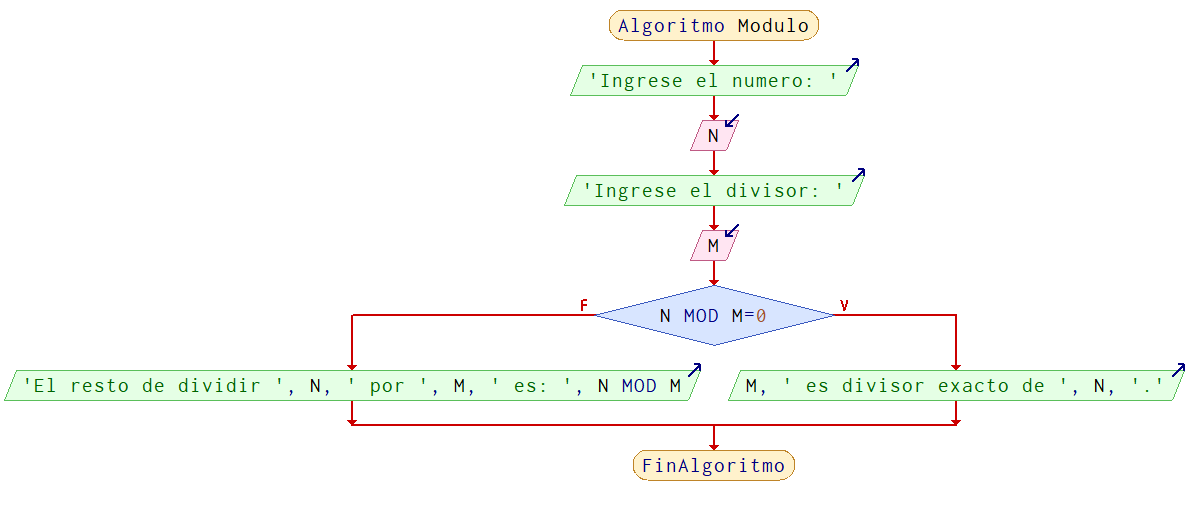 Algoritmo Modulo
'Ingrese el numero: '
N
'Ingrese el divisor: '
M
F
V
N MOD M=0
'El resto de dividir ', N, ' por ', M, ' es: ', N MOD M
M, ' es divisor exacto de ', N, '.'
FinAlgoritmo